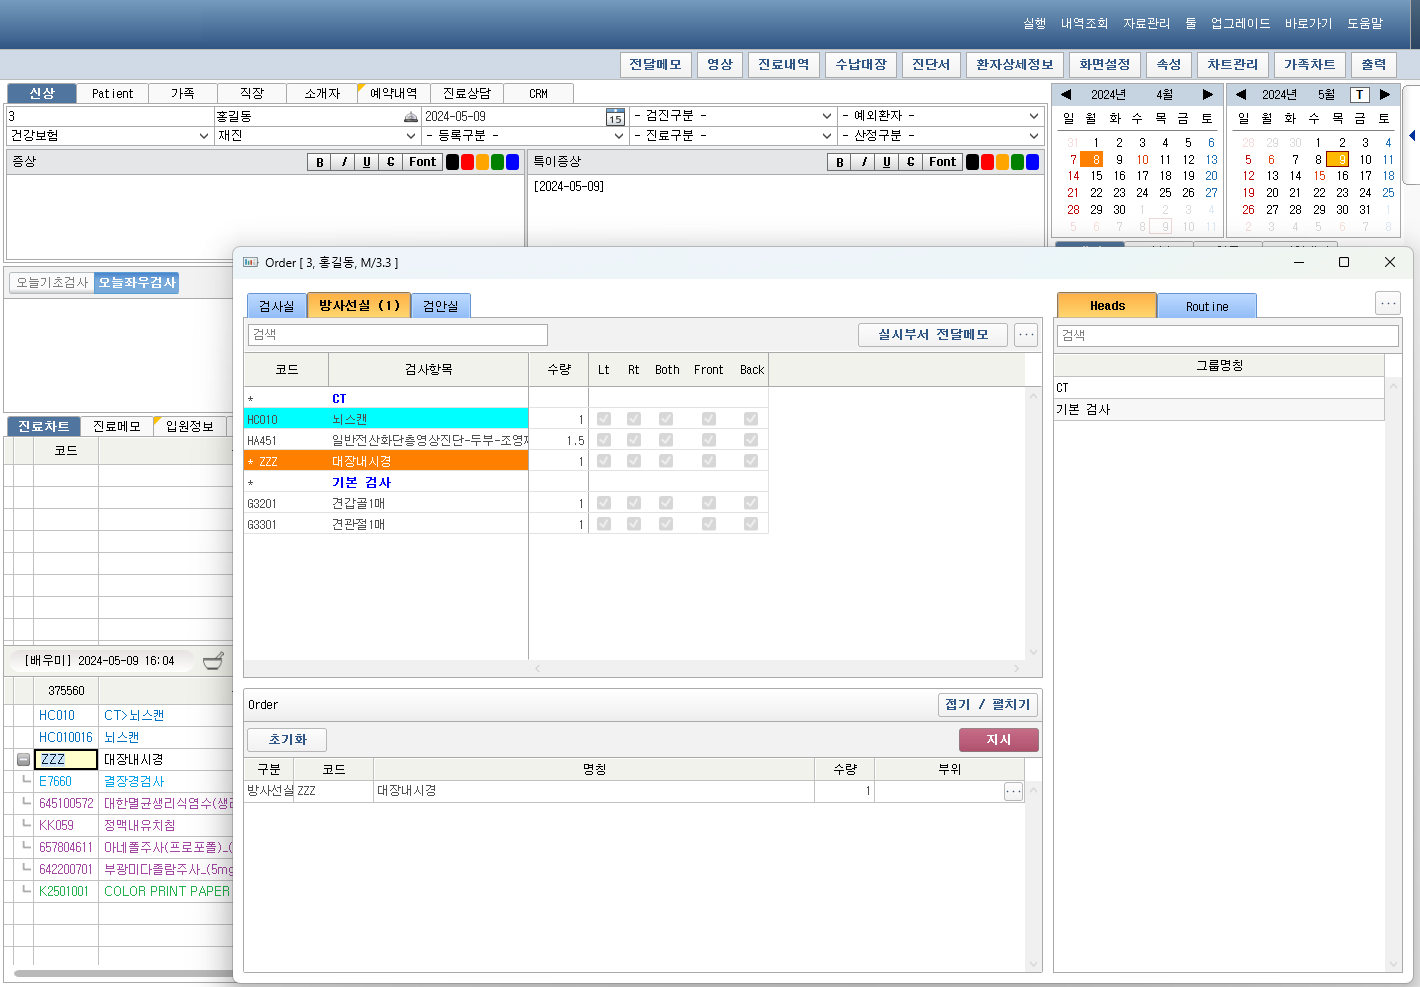 실행 내역조회 자료관리 툴 업그레이드 바로가기 도움말
전달메모 영상 진료내역 수납대장 진단서 환자상세정보 화면설정 속성 차트관리 가족차트 출력
신상 Patient 가족 직장 소개자 예약내역 진료상담 CRM
3 홍길동 2024-05-09 15 - 검진구분 - - 예외환자 -
건강보험 재진 - 등록구분 - - 진료구분 - - 산정구분 -
증상 B I U C Font
특이증상 B I U C Font
[2024-05-09]
2024년 4월
일 월 화 수 목 금 토
31 1 2 3 4 5 6
7 8 9 10 11 12 13
14 15 16 17 18 19 20
21 22 23 24 25 26 27
28 29 30 1 2 3 4
5 6 7 8 9 10 11
2024년 5월 T
일 월 화 수 목 금 토
28 29 30 1 2 3 4
5 6 7 8 9 10 11
12 13 14 15 16 17 18
19 20 21 22 23 24 25
26 27 28 29 30 31 1
2 3 4 5 6 7 8
오늘기초검사 오늘좌우검사
진료차트 진료메모 입원정보
코드
[배우미] 2024-05-09 16:04
375560
HC010 CT>뇌스캔
HC010016 뇌스캔
ZZZ 대장내시경
E7660 결장경검사
645100572 대한멸균생리식염수(생리
KK059 정맥내유치침
657804611 아네폴주사(프로포폴)_(
642200701 부광미다졸람주사_(5mg
K2501001 COLOR PRINT PAPER
Order [ 3, 홍길동, M/3.3 ]
검사실 방사선실 (1) 검안실
검색 실시부서 전달메모 ...
코드 검사항목 수량 Lt Rt Both Front Back
* CT
HC010 뇌스캔 1
HA451 일반전산화단층영상진단-두부-조영제 1.5
* ZZZ 대장내시경 1
* 기본 검사
G3201 견갑골1매 1
G3301 견관절1매 1
Order 접기 / 펼치기
초기화 지시
구분 코드 명칭 수량 부위
방사선실 ZZZ 대장내시경 1 ...
Heads Routine ...
검색
그룹명칭
CT
기본 검사